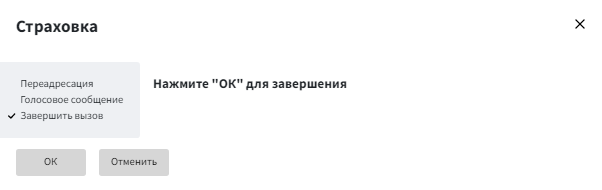 Страховка
Переадресация
Голосовое сообщение
Завершить вызов
Нажмите "ОК" для завершения
ОК
Отменить